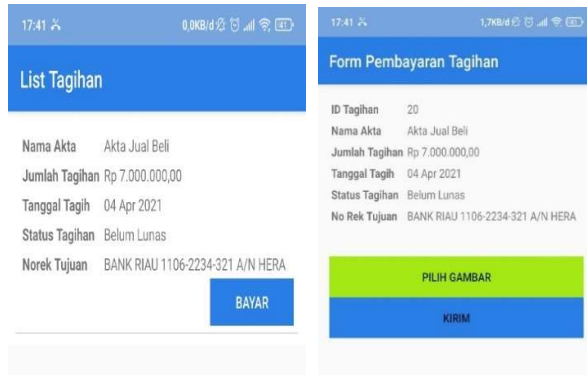 17:41 0,0KB/d 41
List Tagihan
Nama Akta Akta Jual Beli
Jumlah Tagihan Rp 7.000.000,00
Tanggal Tagih 04 Apr 2021
Status Tagihan Belum Lunas
Norek Tujuan BANK RIAU 1106-2234-321 A/N HERA
BAYAR
17:41 1,7KB/d 41
Form Pembayaran Tagihan
ID Tagihan 20
Nama Akta Akta Jual Beli
Jumlah Tagihan Rp 7.000.000,00
Tanggal Tagih 04 Apr 2021
Status Tagihan Belum Lunas
No Rek Tujuan BANK RIAU 1106-2234-321 A/N HERA
PILIH GAMBAR
KIRIM